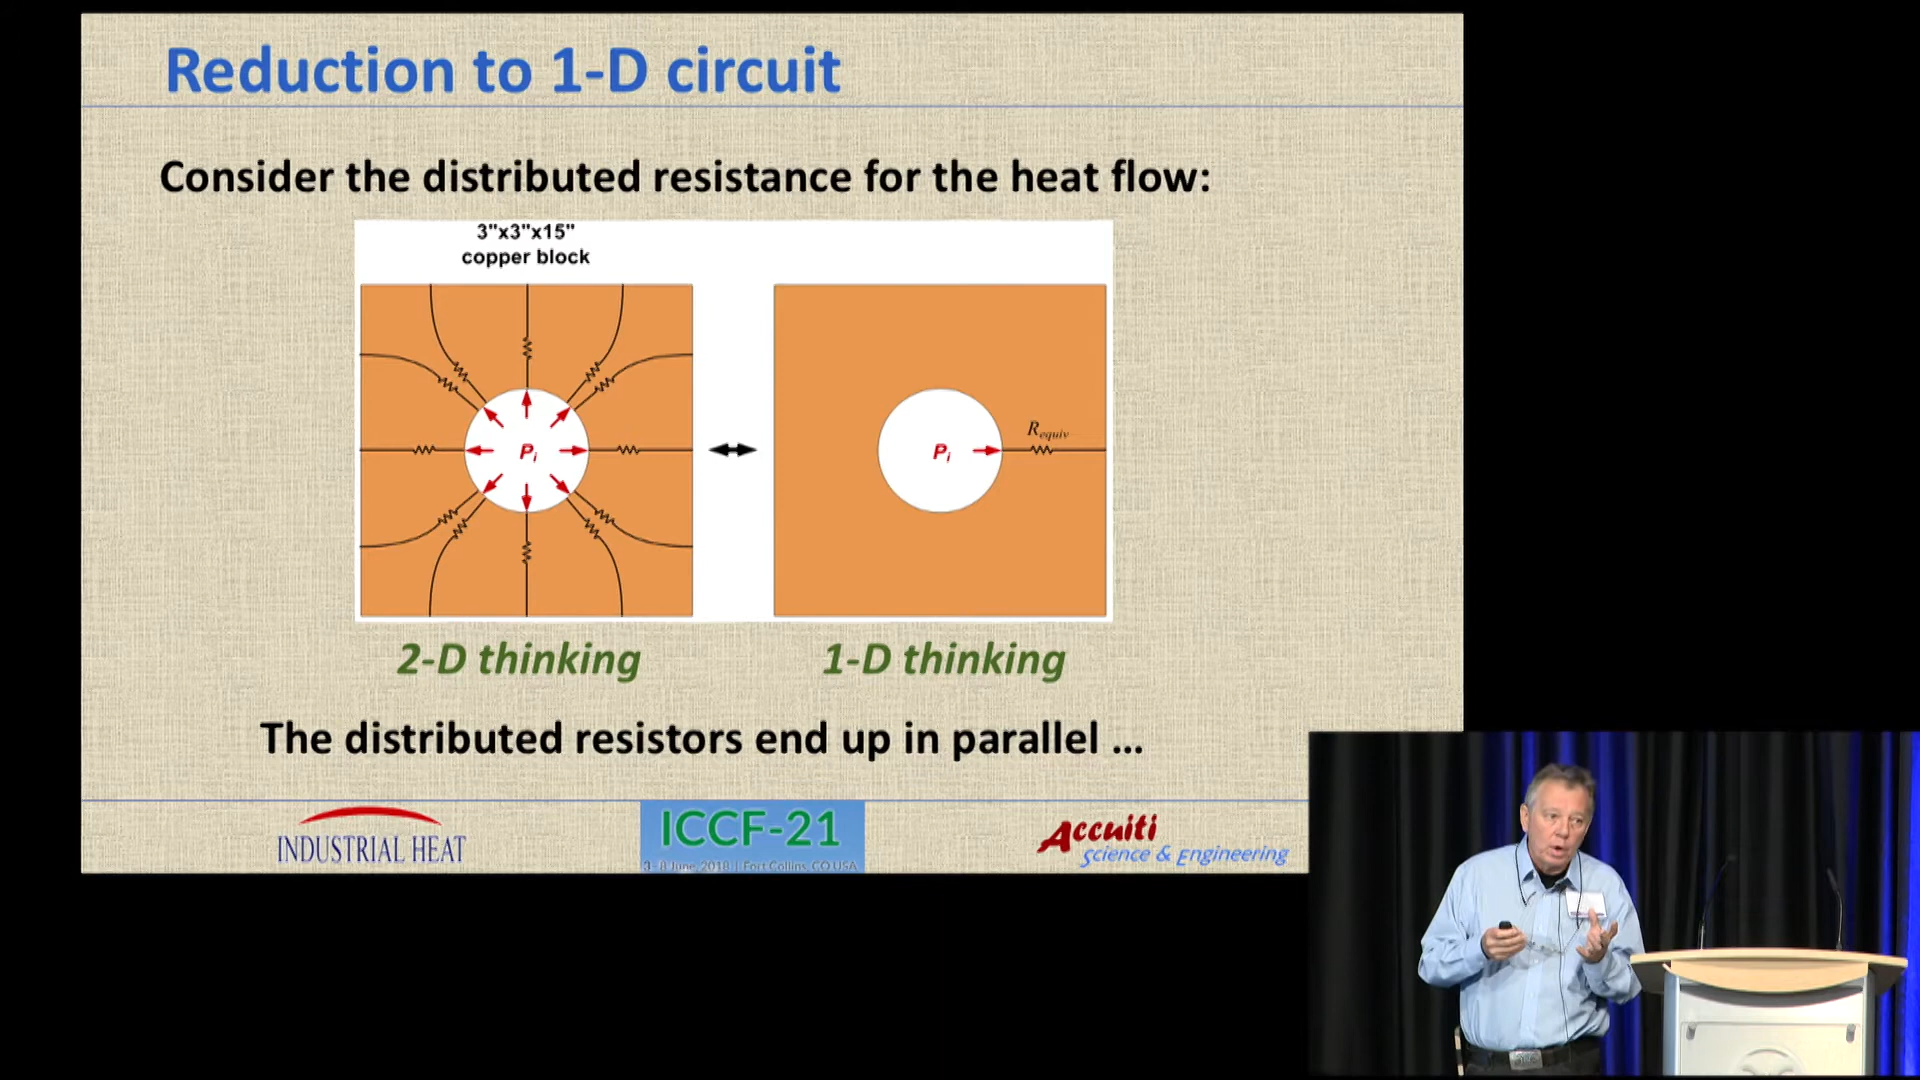 Reduction to 1-D circuit
Consider the distributed resistance for the heat flow:
3"x3"x15"
copper block
Pi
Pi
Requiv
2-D thinking
1-D thinking
The distributed resistors end up in parallel ...
INDUSTRIAL HEAT
ICCF-21
3-8 June 2018 | Fort Collins, CO, USA
Accuiti
Science & Engineering